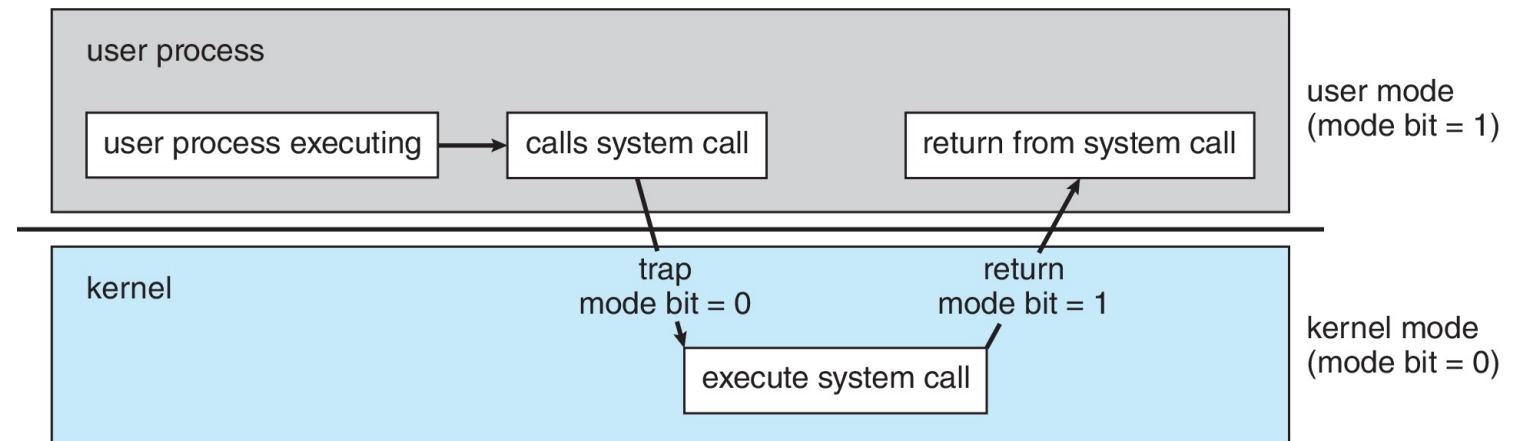 user process
user process executing
calls system call
return from system call
user mode
(mode bit = 1)
kernel
trap
mode bit = 0
return
mode bit = 1
execute system call
kernel mode
(mode bit = 0)